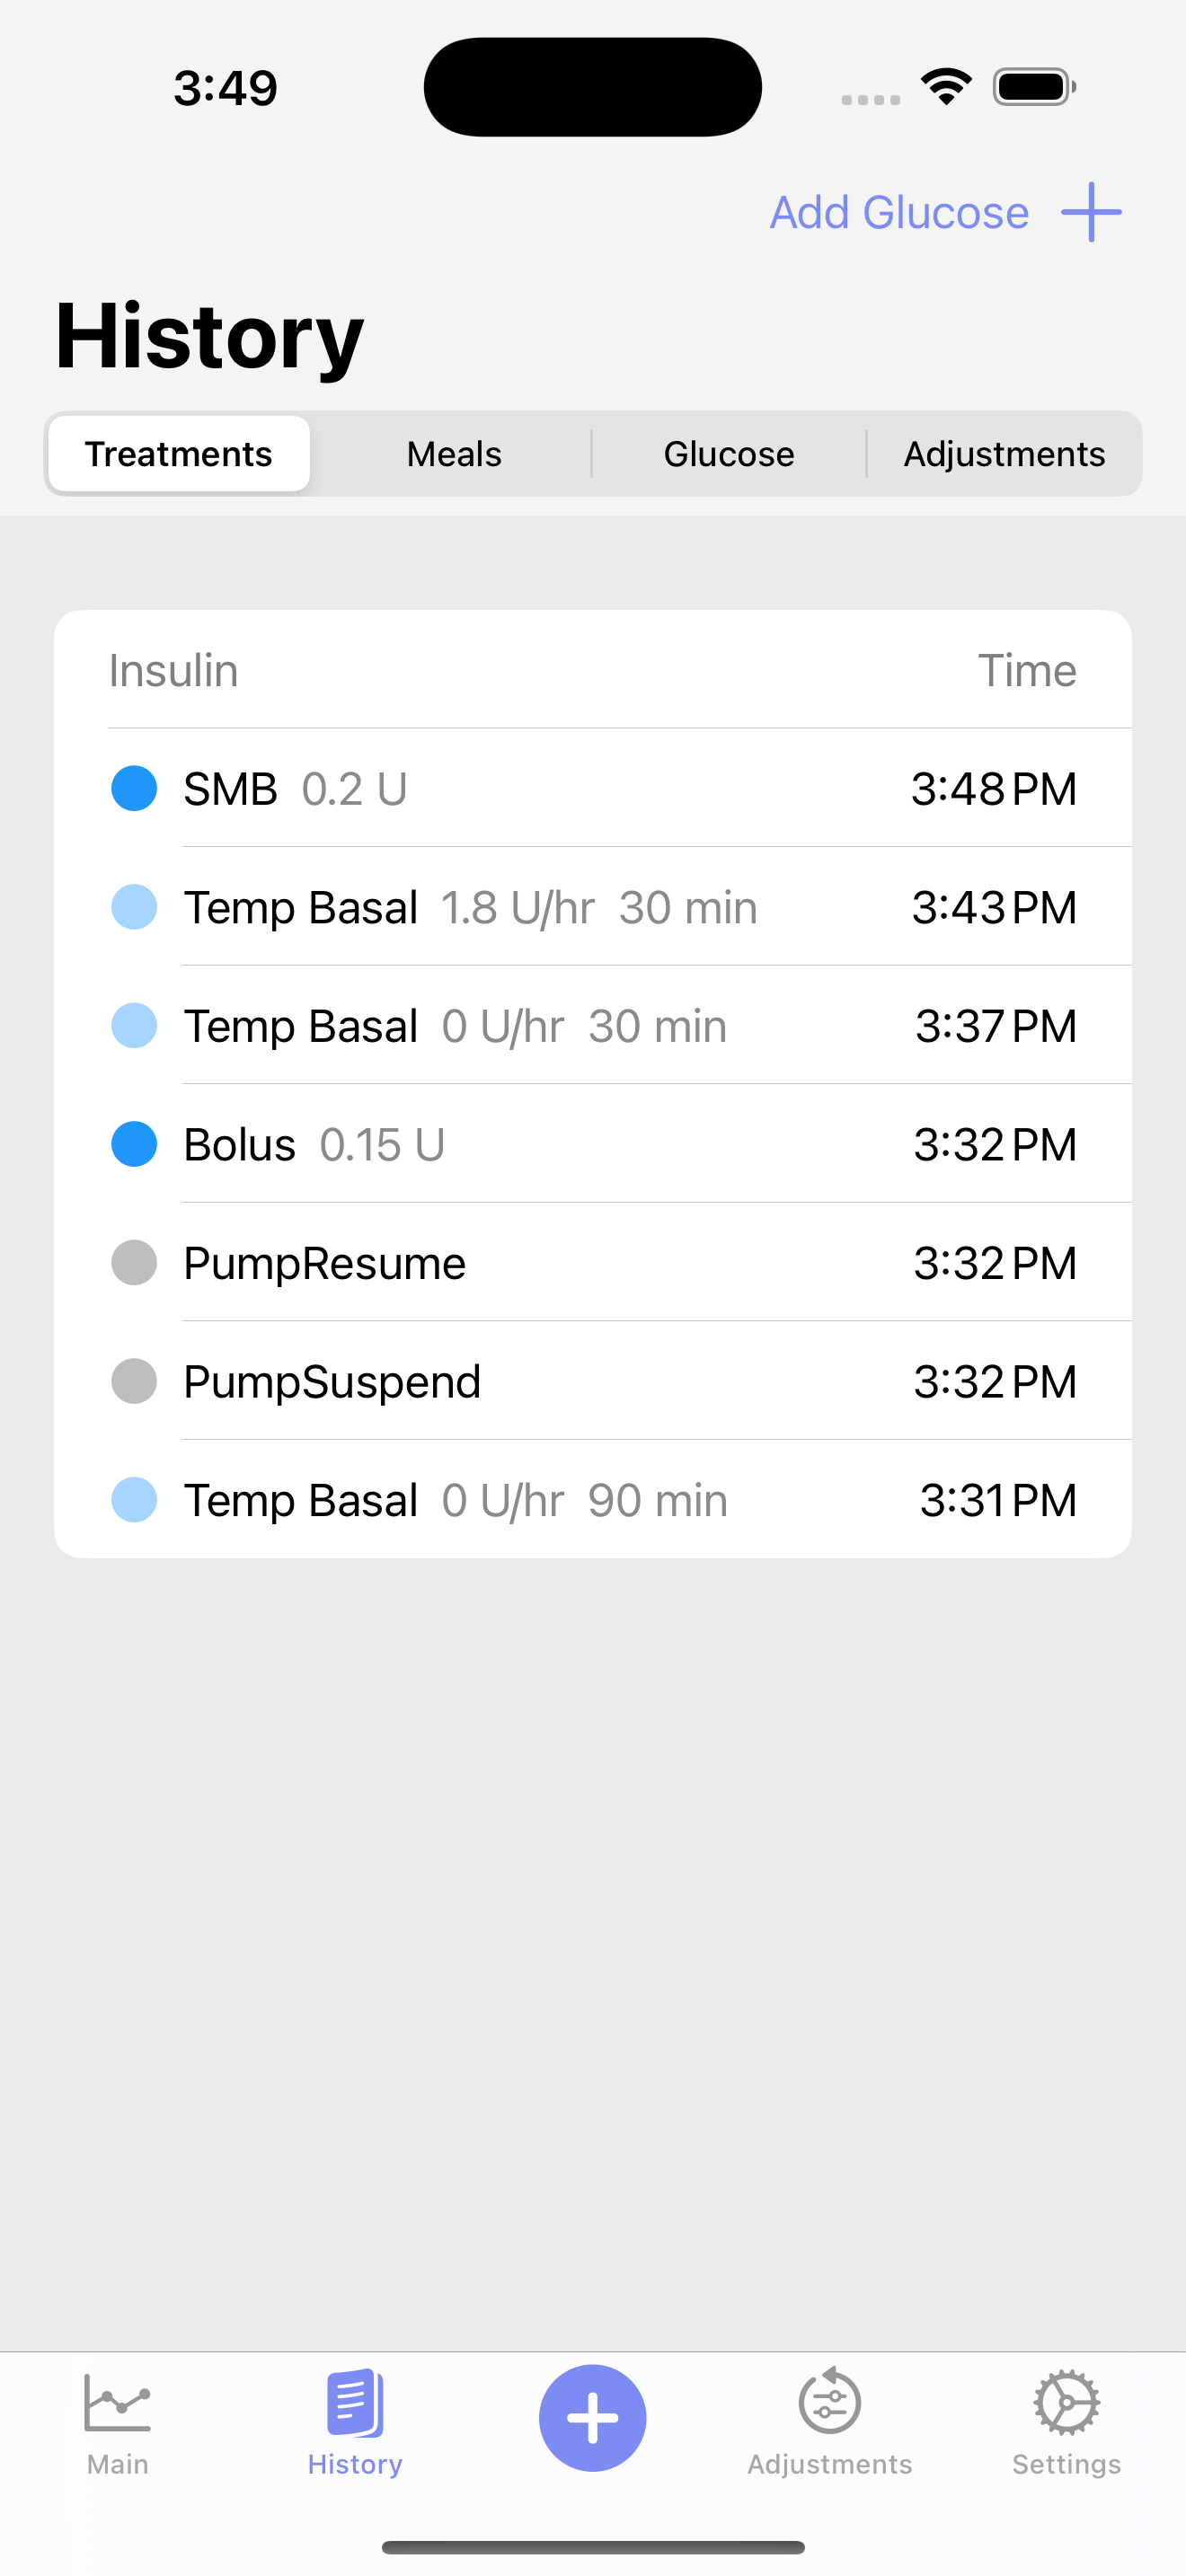 3:49
Add Glucose
History
Treatments Meals Glucose Adjustments
Insulin Time
SMB 0.2 U 3:48 PM
Temp Basal 1.8 U/hr 30 min 3:43 PM
Temp Basal 0 U/hr 30 min 3:37 PM
Bolus 0.15 U 3:32 PM
PumpResume 3:32 PM
PumpSuspend 3:32 PM
Temp Basal 0 U/hr 90 min 3:31 PM
Main History Adjustments Settings